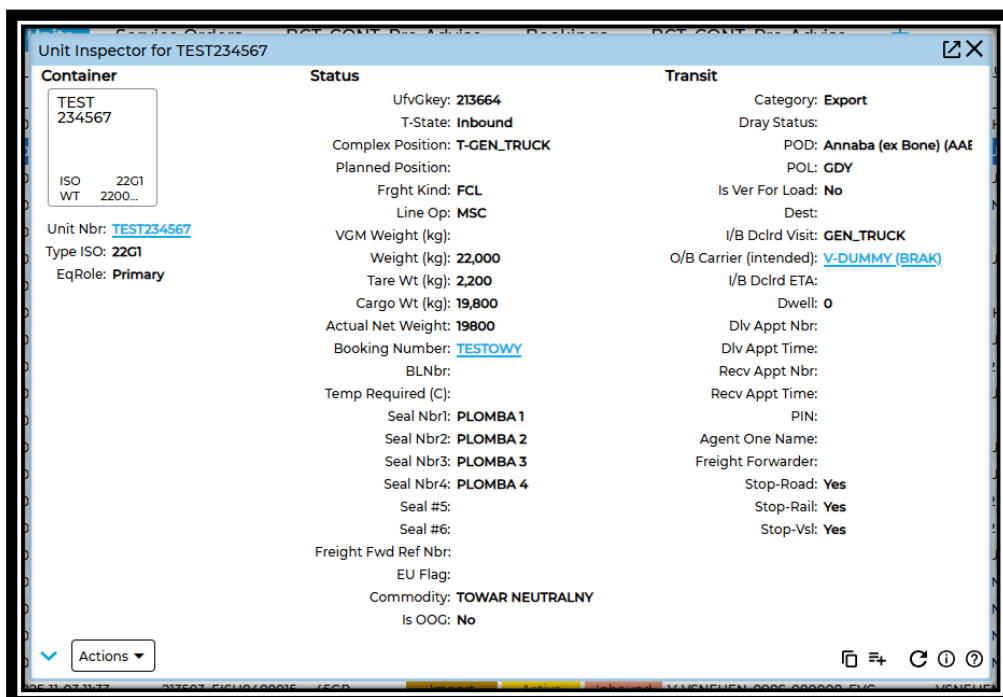 Unit Inspector for TEST234567
Container
TEST
234567
ISO 22G1
WT 2200...
Unit Nbr: TEST234567
Type ISO: 22G1
EqRole: Primary
Status
UfvGkey: 213664
T-State: Inbound
Complex Position: T-GEN_TRUCK
Planned Position:
Frght Kind: FCL
Line Op: MSC
VGM Weight (kg):
Weight (kg): 22,000
Tare Wt (kg): 2,200
Cargo Wt (kg): 19,800
Actual Net Weight: 19800
Booking Number: TESTOWY
BLNbr:
Temp Required (C):
Seal Nbr1: PLOMBA 1
Seal Nbr2: PLOMBA 2
Seal Nbr3: PLOMBA 3
Seal Nbr4: PLOMBA 4
Seal #5:
Seal #6:
Freight Fwd Ref Nbr:
EU Flag:
Commodity: TOWAR NEUTRALNY
Is OOG: No
Transit
Category: Export
Dray Status:
POD: Annaba (ex Bone) (AAE
POL: GDY
Is Ver For Load: No
Dest:
I/B Dclrd Visit: GEN_TRUCK
O/B Carrier (intended): V-DUMMY (BRAK)
I/B Dclrd ETA:
Dwell: 0
Dlv Appt Nbr:
Dlv Appt Time:
Recv Appt Nbr:
Recv Appt Time:
PIN:
Agent One Name:
Freight Forwarder:
Stop-Road: Yes
Stop-Rail: Yes
Stop-Vsl: Yes
Actions